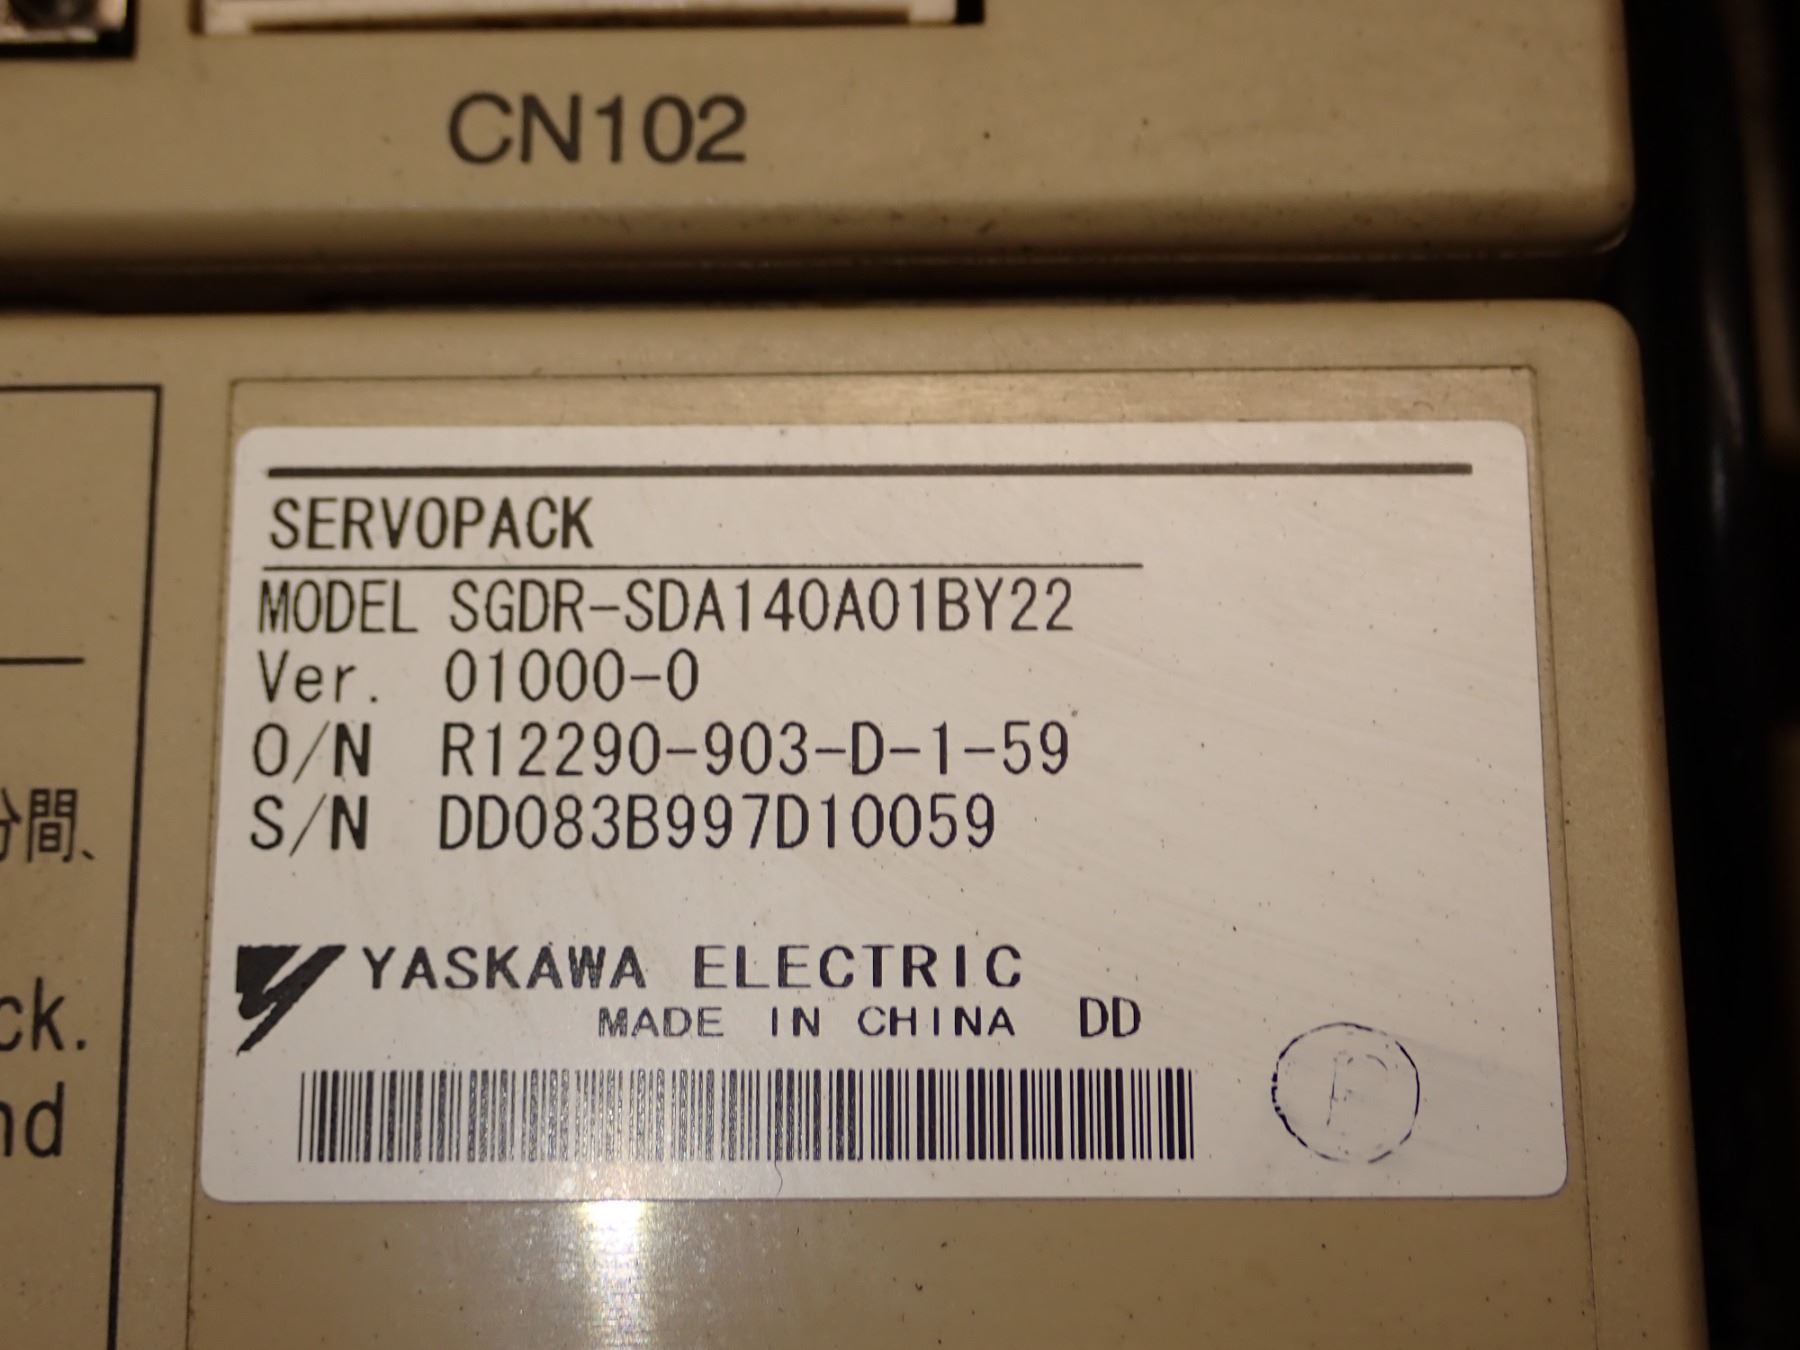 CN102
SERVOPACK
MODEL SGDR-SDA140A01BY22
Ver. 01000-0
O/N R12290-903-D-1-59
S/N DD083B997D10059
YASKAWA ELECTRIC
MADE IN CHINA DD
F
分間、
ck.
nd